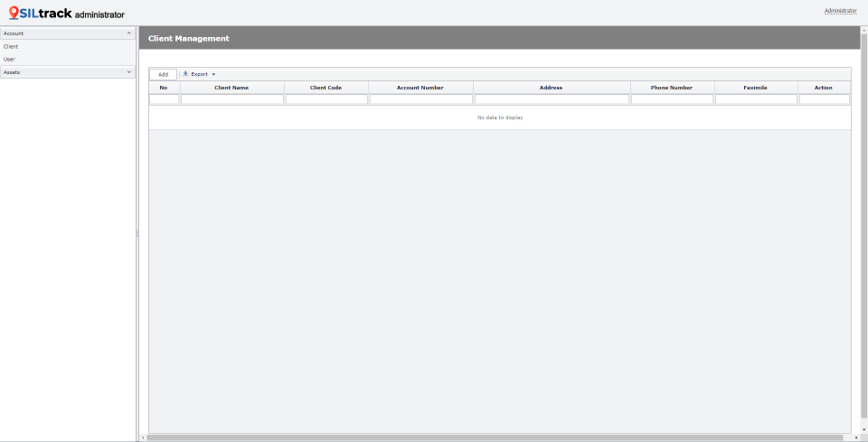 SILtrack administrator
Administrator
Account
Client
User
Assets
Client Management
Add
Export
No Client Name Client Code Account Number Address Phone Number Faximile Action
No data to display